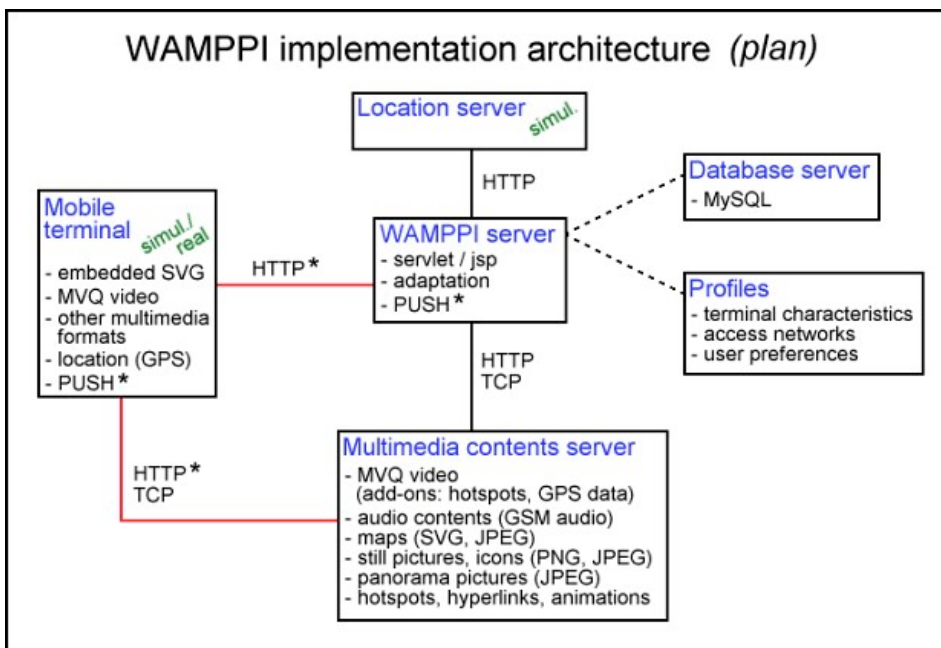 WAMPPI implementation architecture (plan)
Location server
simul.
HTTP
Database server
- MySQL
Mobile
terminal
simul./
real
- embedded SVG
- MVQ video
- other multimedia
formats
- location (GPS)
- PUSH *
HTTP *
WAMPPI server
- servlet / jsp
- adaptation
- PUSH *
Profiles
- terminal characteristics
- access networks
- user preferences
HTTP
TCP
HTTP *
TCP
Multimedia contents server
- MVQ video
(add-ons: hotspots, GPS data)
- audio contents (GSM audio)
- maps (SVG, JPEG)
- still pictures, icons (PNG, JPEG)
- panorama pictures (JPEG)
- hotspots, hyperlinks, animations